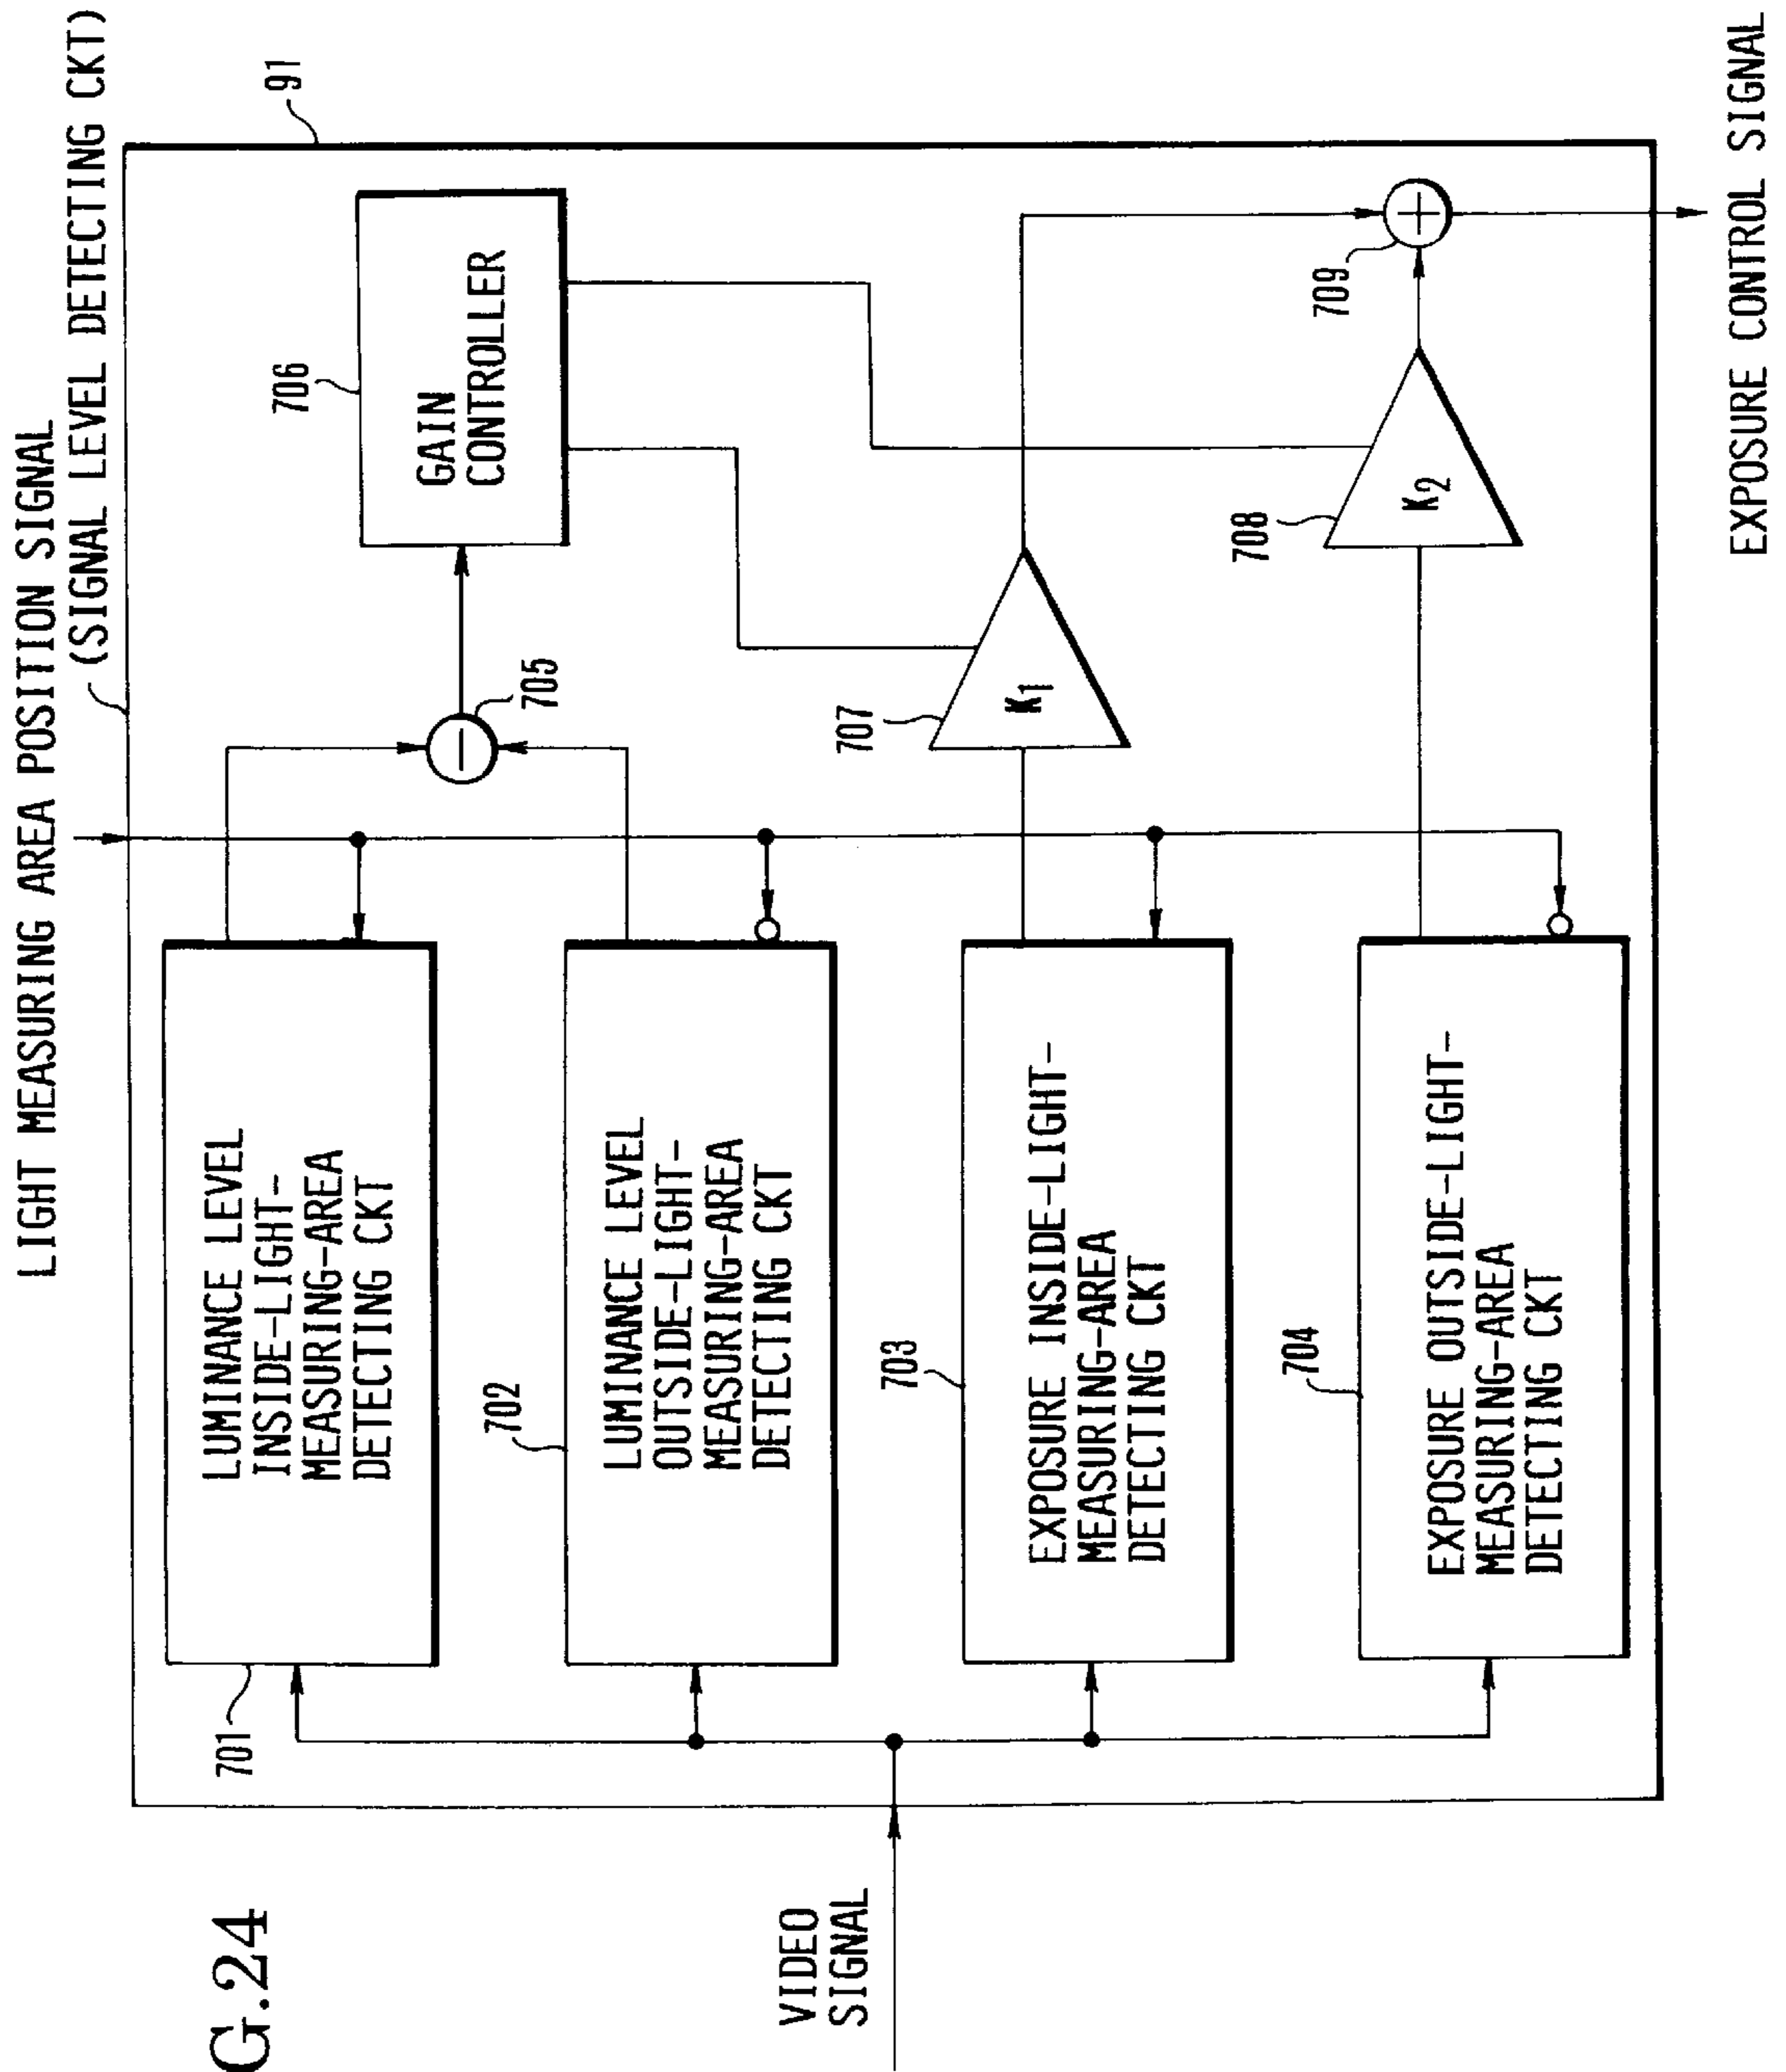 G.24
LIGHT MEASURING AREA POSITION SIGNAL
(SIGNAL LEVEL DETECTING CKT)
91
VIDEO
SIGNAL
701
LUMINANCE LEVEL
INSIDE-LIGHT-
MEASURING-AREA
DETECTING CKT
702
LUMINANCE LEVEL
OUTSIDE-LIGHT-
MEASURING-AREA
DETECTING CKT
703
EXPOSURE INSIDE-LIGHT-
MEASURING-AREA
DETECTING CKT
704
EXPOSURE OUTSIDE-LIGHT-
MEASURING-AREA
DETECTING CKT
705
706
GAIN
CONTROLLER
707
K1
708
K2
709
EXPOSURE CONTROL SIGNAL